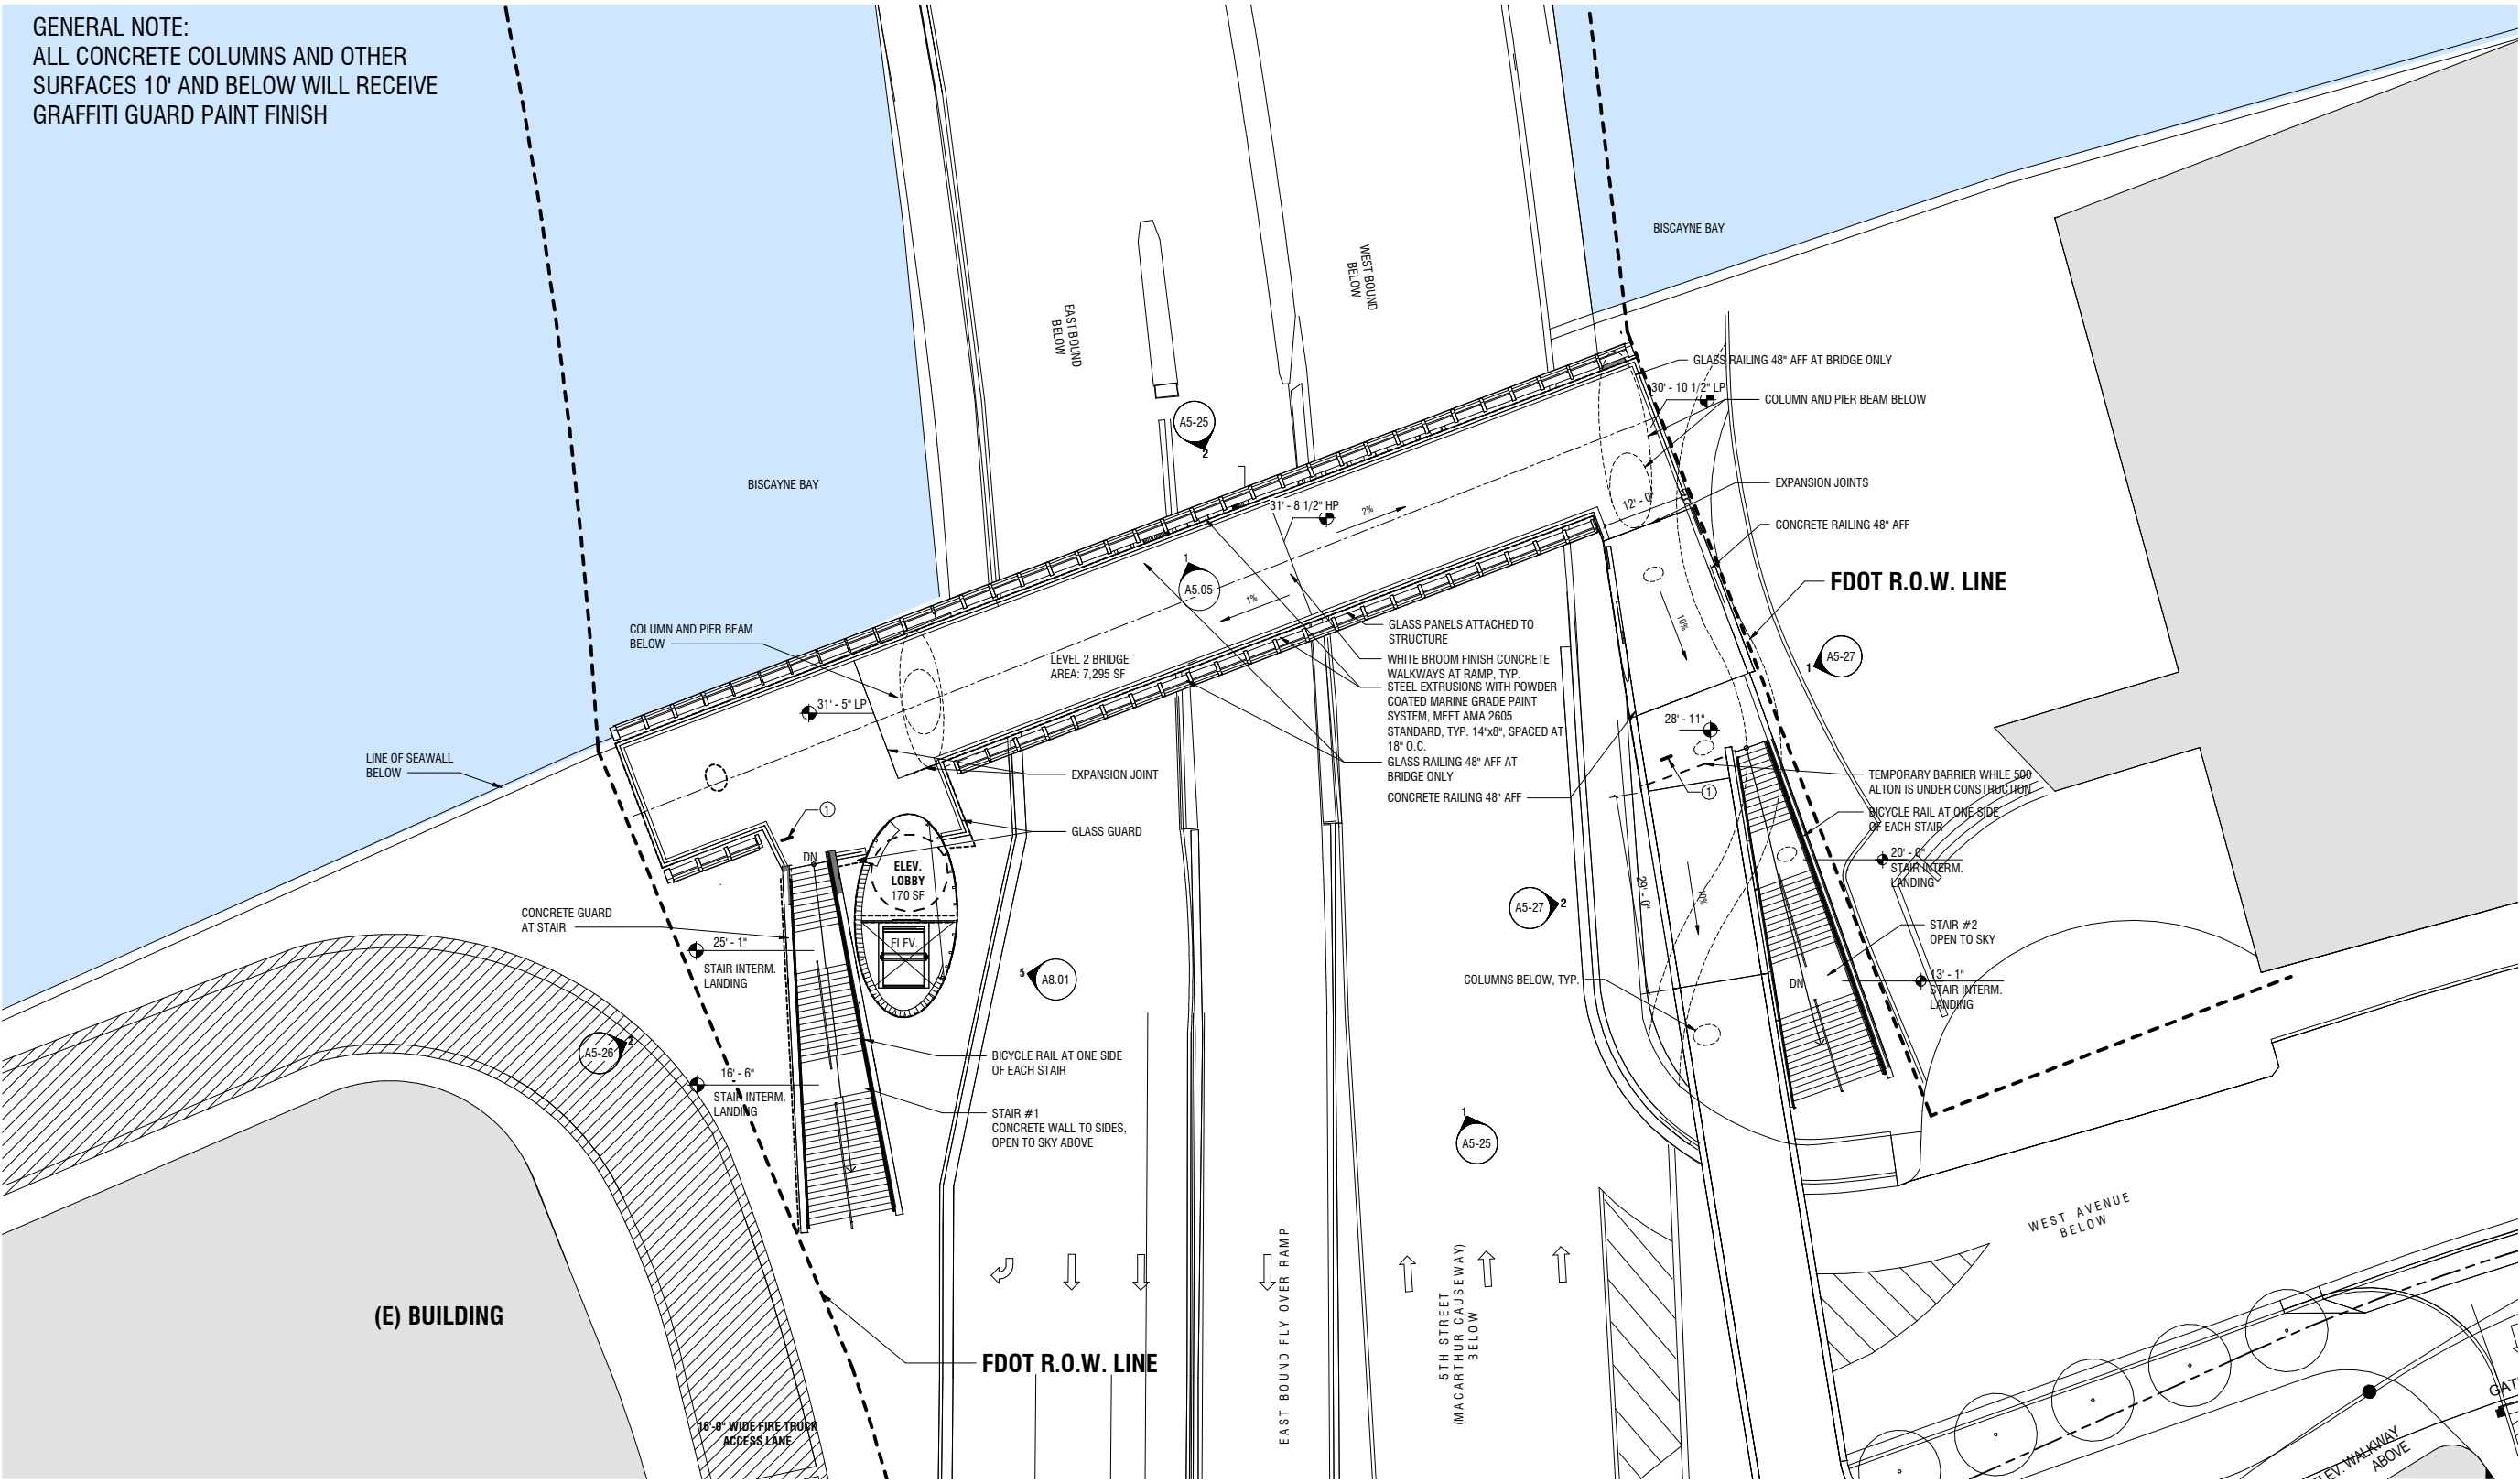 GENERAL NOTE:
ALL CONCRETE COLUMNS AND OTHER
SURFACES 10' AND BELOW WILL RECEIVE
GRAFFITI GUARD PAINT FINISH
BISCAYNE BAY
WEST BOUND
BELOW
EAST BOUND
BELOW
GLASS RAILING 48" AFF AT BRIDGE ONLY
30' - 10 1/2" LP
COLUMN AND PIER BEAM BELOW
A5-25
2
BISCAYNE BAY
EXPANSION JOINTS
12' - 0"
31' - 8 1/2" HP
2%
CONCRETE RAILING 48" AFF
1
A5.05
1%
FDOT R.O.W. LINE
10%
COLUMN AND PIER BEAM
BELOW
GLASS PANELS ATTACHED TO
STRUCTURE
LEVEL 2 BRIDGE
AREA: 7,295 SF
WHITE BROOM FINISH CONCRETE
WALKWAYS AT RAMP, TYP.
STEEL EXTRUSIONS WITH POWDER
COATED MARINE GRADE PAINT
SYSTEM, MEET AMA 2605
STANDARD, TYP. 14"x8", SPACED AT
18" O.C.
GLASS RAILING 48" AFF AT
BRIDGE ONLY
CONCRETE RAILING 48" AFF
1
A5-27
31' - 5" LP
28' - 11"
LINE OF SEAWALL
BELOW
EXPANSION JOINT
TEMPORARY BARRIER WHILE 500
ALTON IS UNDER CONSTRUCTION
1
1
BICYCLE RAIL AT ONE SIDE
OF EACH STAIR
GLASS GUARD
DN
ELEV.
LOBBY
170 SF
20' - 0"
STAIR INTERM.
LANDING
29' - 0"
10%
A5-27
2
CONCRETE GUARD
AT STAIR
25' - 1"
STAIR INTERM.
LANDING
ELEV.
STAIR #2
OPEN TO SKY
5
A8.01
COLUMNS BELOW, TYP.
DN
13' - 1"
STAIR INTERM.
LANDING
A5-26
2
BICYCLE RAIL AT ONE SIDE
OF EACH STAIR
16' - 6"
STAIR INTERM.
LANDING
STAIR #1
CONCRETE WALL TO SIDES,
OPEN TO SKY ABOVE
1
A5-25
WEST AVENUE
BELOW
(E) BUILDING
FDOT R.O.W. LINE
EAST BOUND FLY OVER RAMP
5TH STREET
(MACARTHUR CAUSEWAY)
BELOW
16'-0" WIDE FIRE TRUCK
ACCESS LANE
WALKWAY
ABOVE